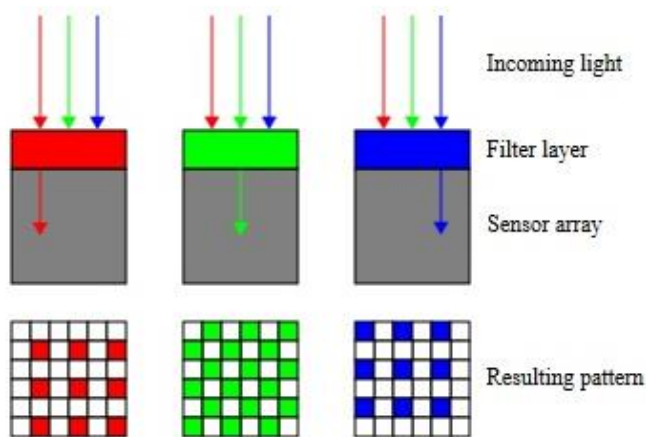 Incoming light
Filter layer
Sensor array
Resulting pattern